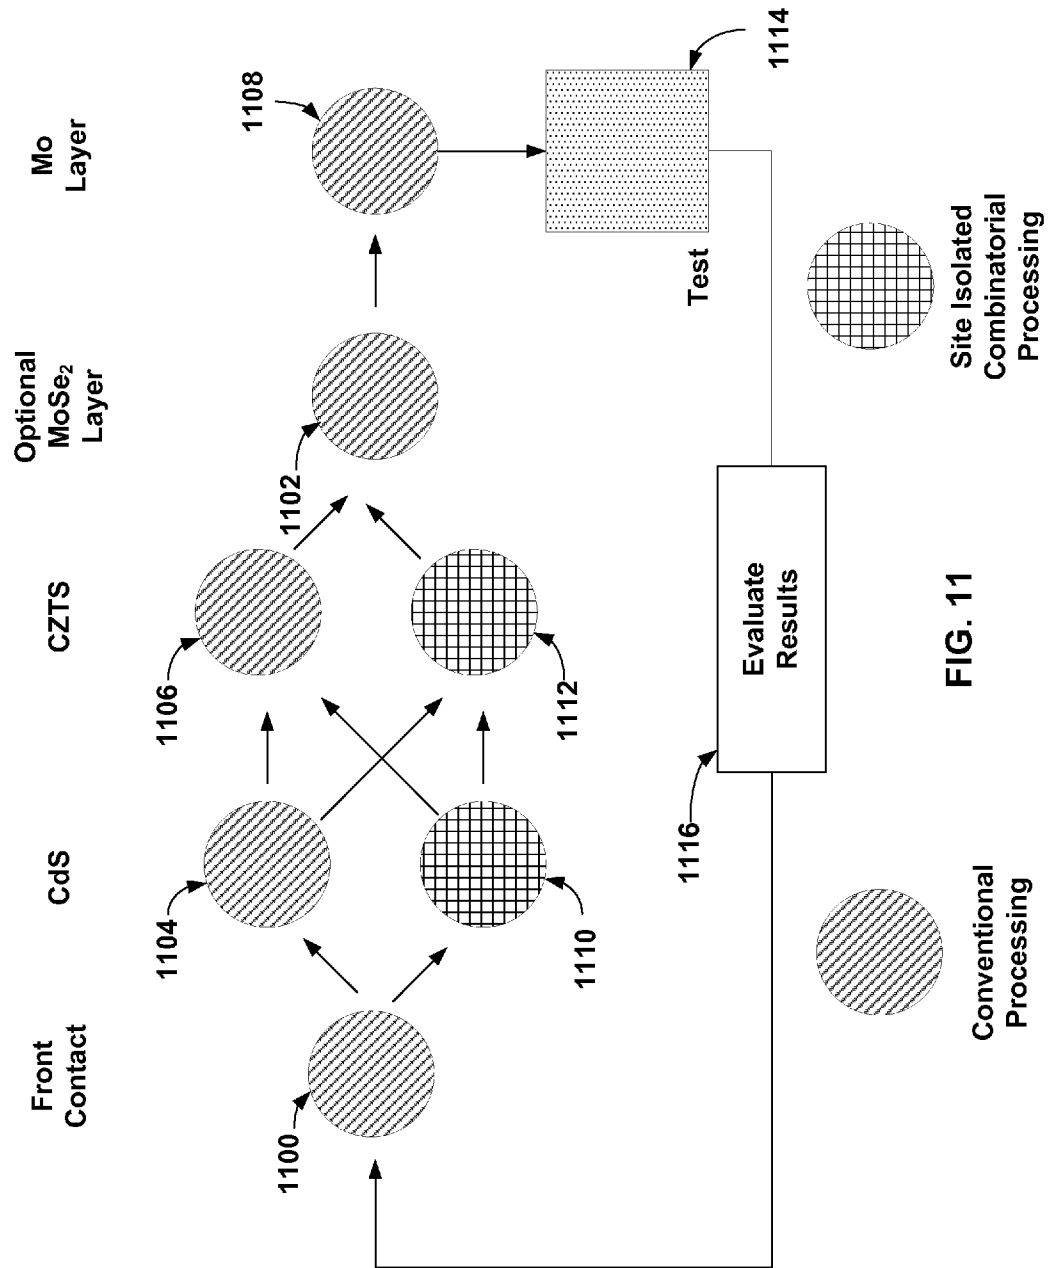 Front
Contact
CdS
CZTS
Optional
MoSe₂
Layer
Mo
Layer
1100
1104
1106
1102
1108
1110
1112
1114
Test
1116
Evaluate
Results
Conventional
Processing
Site Isolated
Combinatorial
Processing
FIG. 11